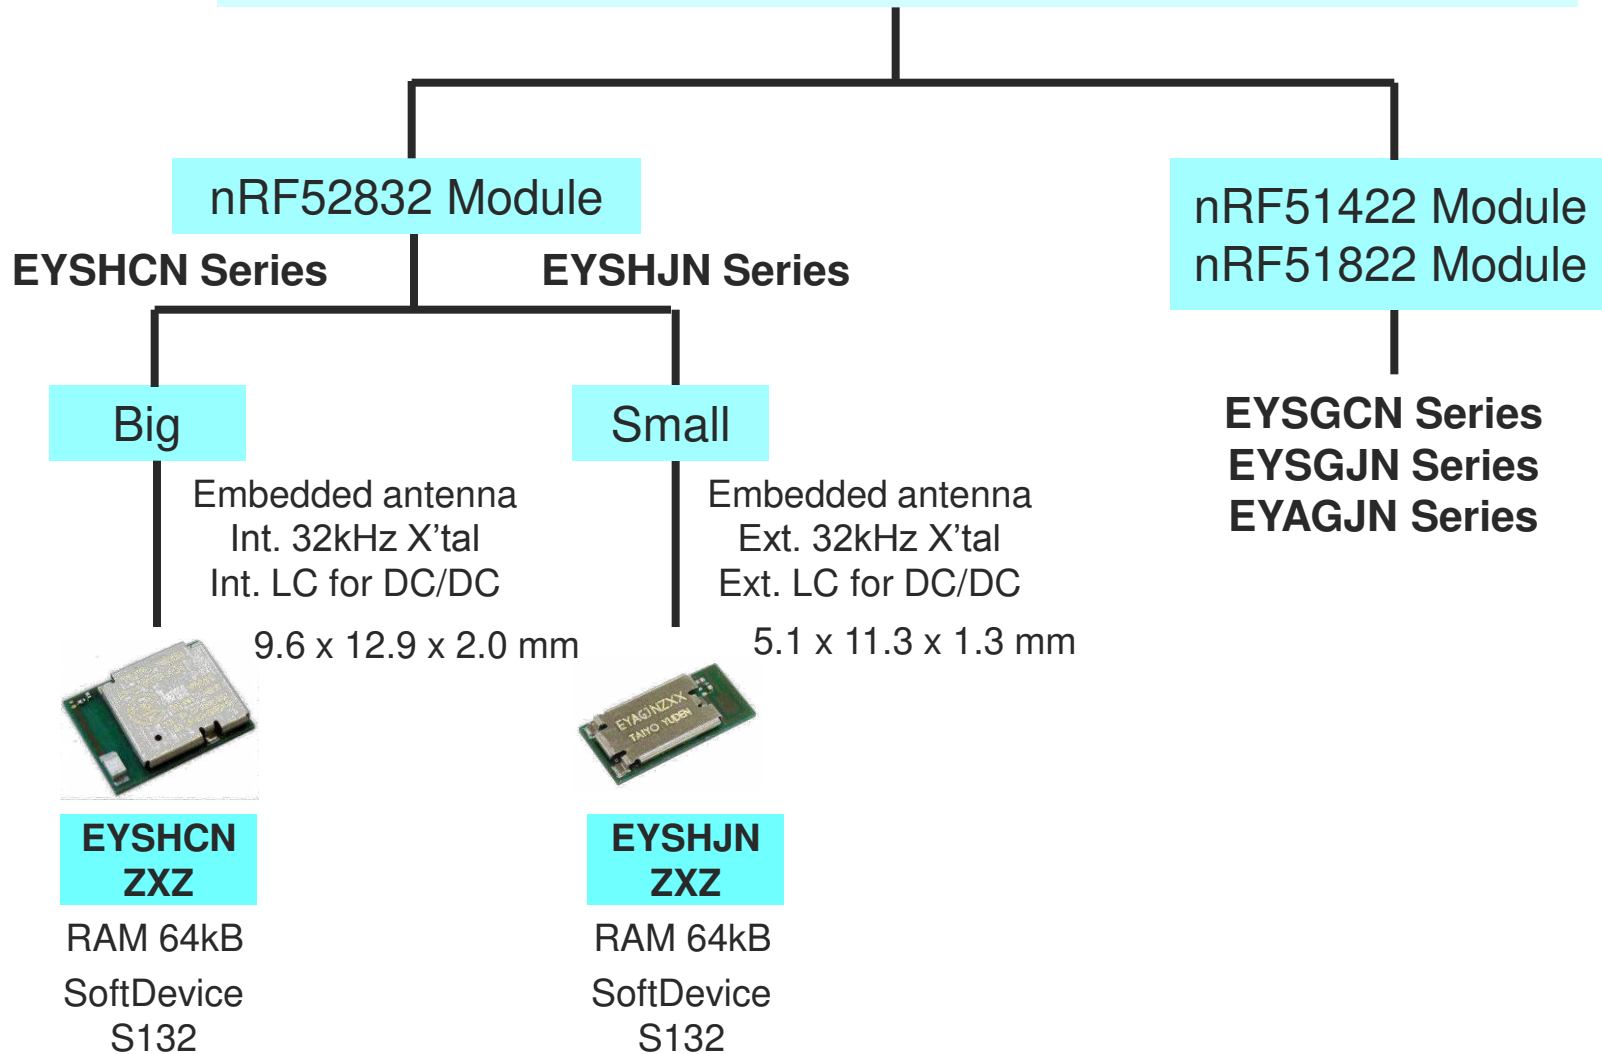 nRF52832 Module
nRF51422 Module
nRF51822 Module
EYSHCN Series
EYSHJN Series
Big
Small
EYSGCN Series
EYSGJN Series
EYAGJN Series
Embedded antenna
Int. 32kHz X’tal
Int. LC for DC/DC
9.6 x 12.9 x 2.0 mm
Embedded antenna
Ext. 32kHz X’tal
Ext. LC for DC/DC
5.1 x 11.3 x 1.3 mm
EYAGJNZXX
TAIYO YUDEN
EYSHCN
ZXZ
RAM 64kB
SoftDevice
S132
EYSHJN
ZXZ
RAM 64kB
SoftDevice
S132